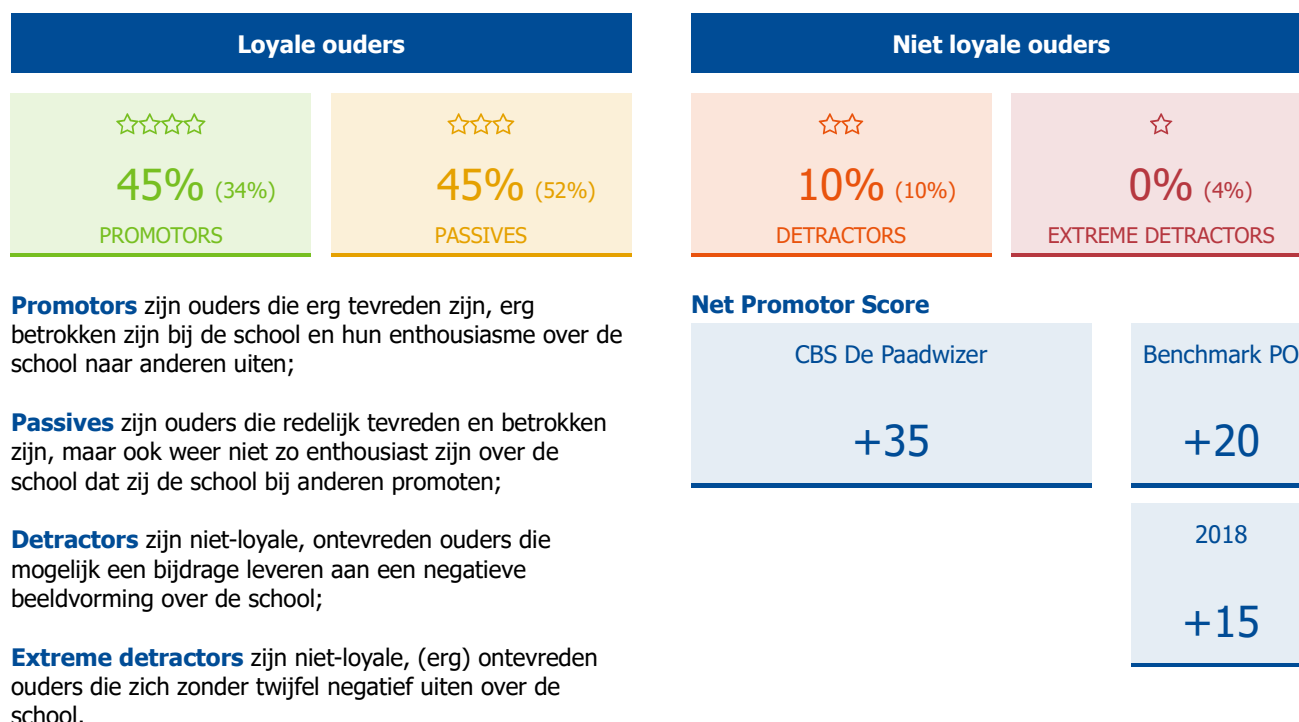 Loyale ouders
45% (34%)
PROMOTORS
45% (52%)
PASSIVES
Promotors zijn ouders die erg tevreden zijn, erg
betrokken zijn bij de school en hun enthousiasme over de
school naar anderen uiten;
Passives zijn ouders die redelijk tevreden en betrokken
zijn, maar ook weer niet zo enthousiast zijn over de
school dat zij de school bij anderen promoten;
Detractors zijn niet-loyale, ontevreden ouders die
mogelijk een bijdrage leveren aan een negatieve
beeldvorming over de school;
Extreme detractors zijn niet-loyale, (erg) ontevreden
ouders die zich zonder twijfel negatief uiten over de
school.
Niet loyale ouders
10% (10%)
DETRACTORS
0% (4%)
EXTREME DETRACTORS
Net Promotor Score
CBS De Paadwizer
+35
Benchmark PO
+20
2018
+15